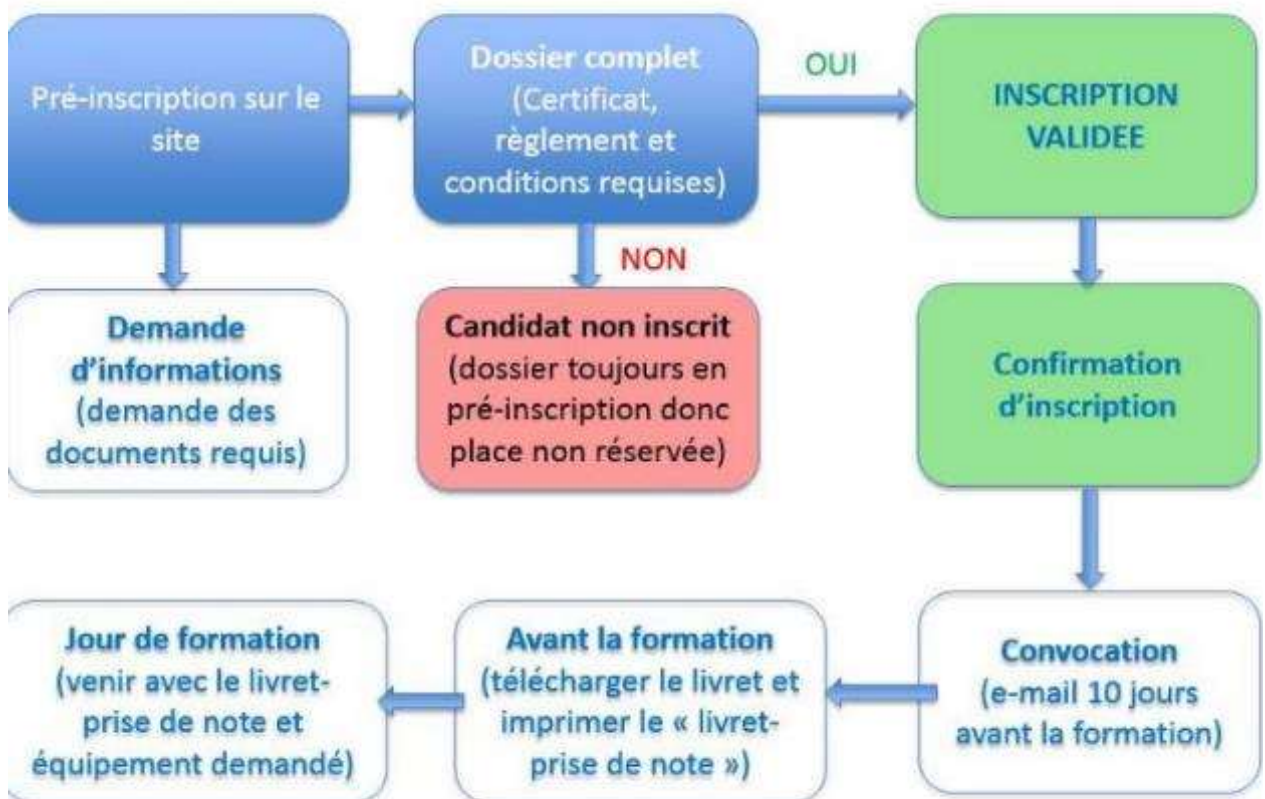 Pré-inscription sur le
site
Dossier complet
(Certificat,
règlement et
conditions requises)
OUI
INSCRIPTION
VALIDEE
NON
Demande
d'informations
(demande des
documents requis)
Candidat non inscrit
(dossier toujours en
pré-inscription donc
place non réservée)
Confirmation
d'inscription
Convocation
(e-mail 10 jours
avant la formation)
Avant la formation
(télécharger le livret et
imprimer le « livret-
prise de note »)
Jour de formation
(venir avec le livret-
prise de note et
équipement demandé)